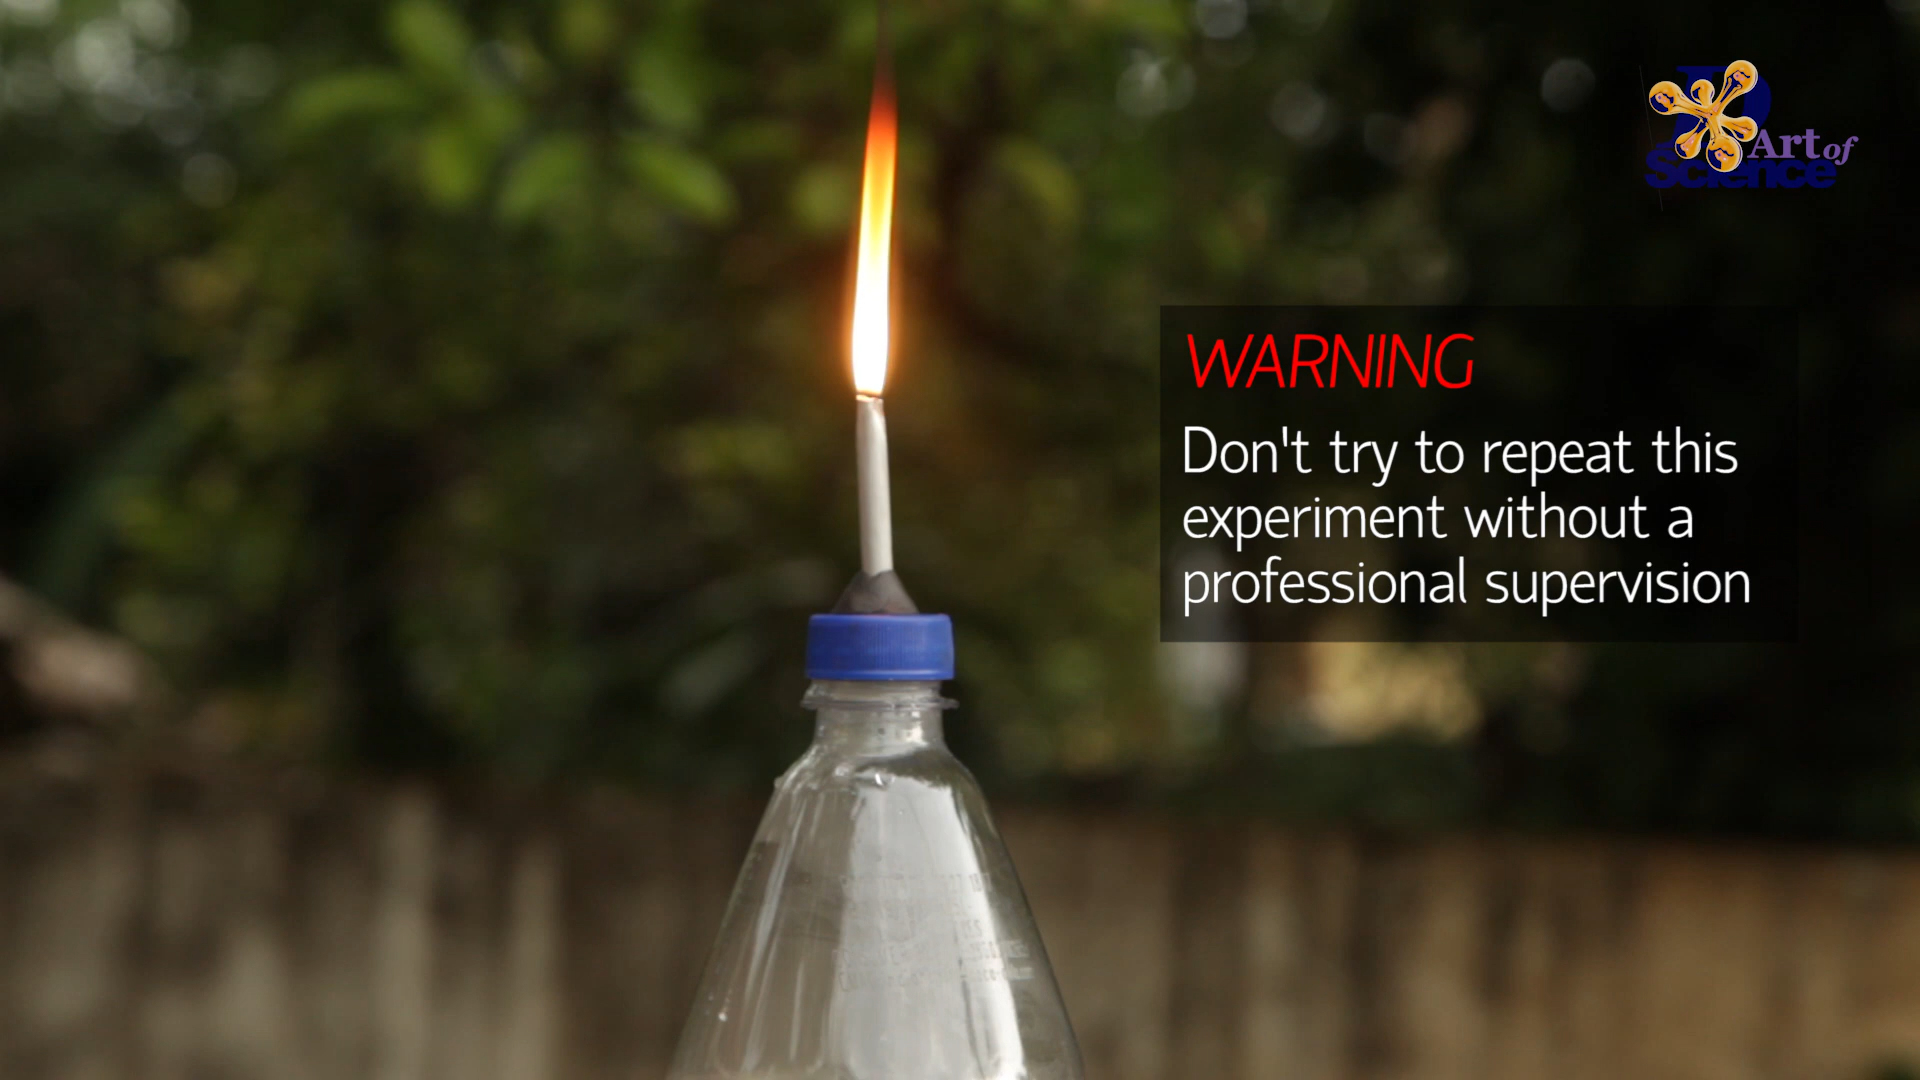 Art of
Science
WARNING
Don't try to repeat this
experiment without a
professional supervision